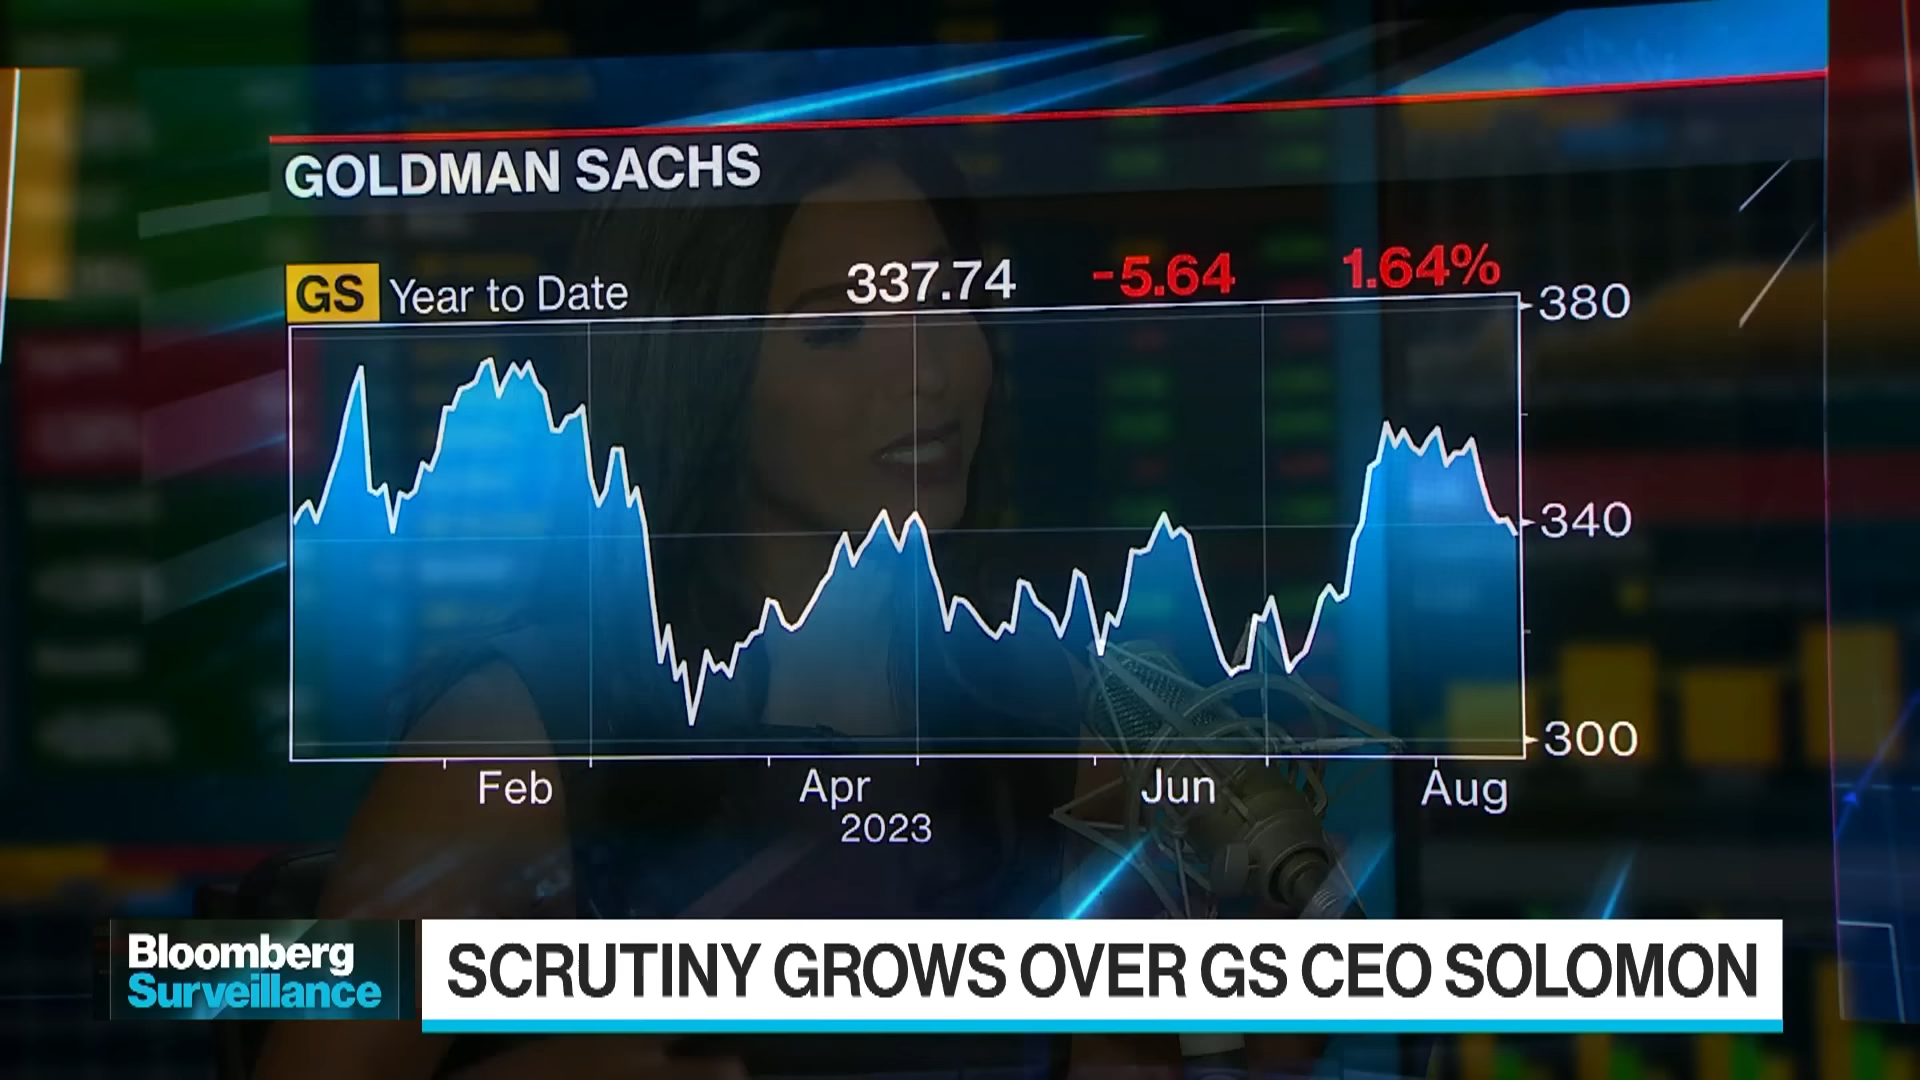 GOLDMAN SACHS
GS Year to Date 337.74 -5.64 1.64%
380
340
300
Feb Apr Jun Aug
2023
Bloomberg
Surveillance
SCRUTINY GROWS OVER GS CEO SOLOMON